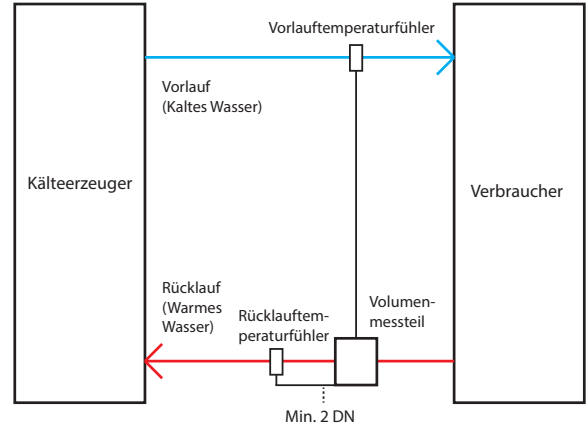 Vorlauftemperaturfühler
Vorlauf
(Kaltes Wasser)
Kälteerzeuger
Verbraucher
Rücklauf
(Warmes
Wasser)
Rücklauftem-
peraturfühler
Volumen-
messteil
Min. 2 DN